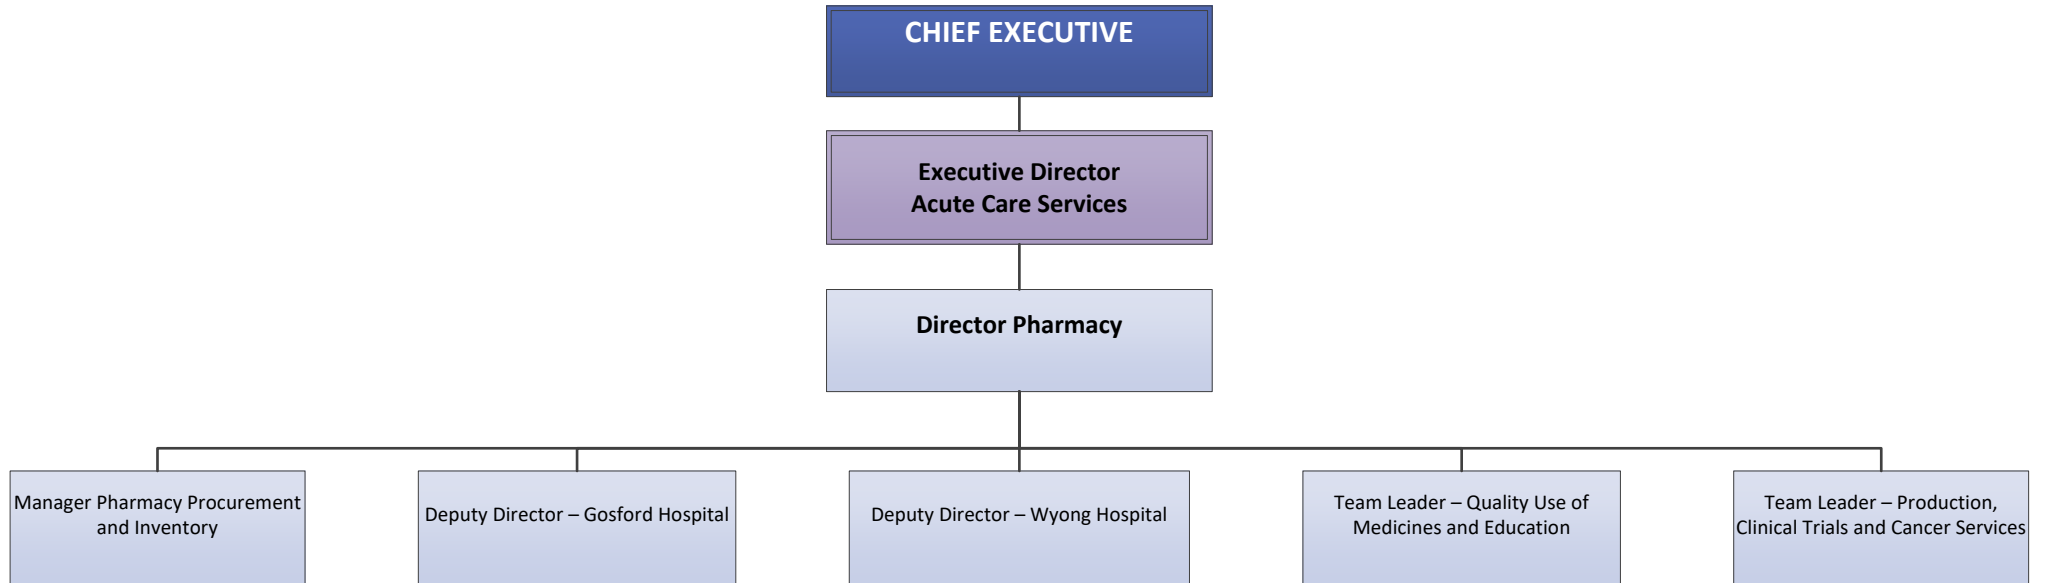 CHIEF EXECUTIVE
Executive Director
Acute Care Services
Director Pharmacy
Manager Pharmacy Procurement
and Inventory
Deputy Director – Gosford Hospital
Deputy Director – Wyong Hospital
Team Leader – Quality Use of
Medicines and Education
Team Leader – Production,
Clinical Trials and Cancer Services